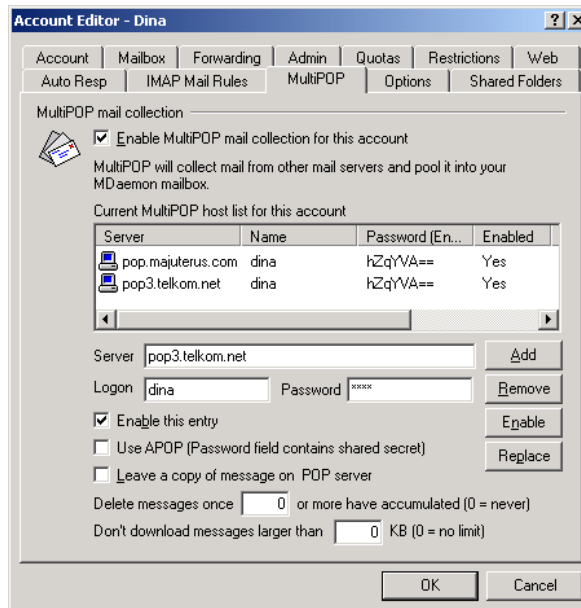 Account Editor - Dina
Account Mailbox Forwarding Admin Quotas Restrictions Web
Auto Resp IMAP Mail Rules MultiPOP Options Shared Folders
MultiPOP mail collection
Enable MultiPOP mail collection for this account
MultiPOP will collect mail from other mail servers and pool it into your
MDaemon mailbox.
Current MultiPOP host list for this account
Server Name Password (En... Enabled
pop.majuterus.com dina hZqYVA== Yes
pop3.telkom.net dina hZqYVA== Yes
Server pop3.telkom.net Add
Logon dina Password **** Remove
Enable this entry Enable
Use APOP (Password field contains shared secret) Replace
Leave a copy of message on POP server
Delete messages once 0 or more have accumulated (0 = never)
Don't download messages larger than 0 KB (0 = no limit)
OK Cancel